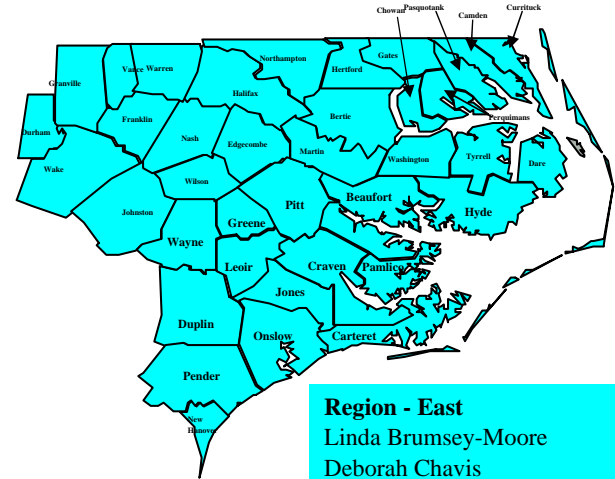 Chowan Pasquotank Camden Currituck
Northampton Hertford Gates
Granville Vance Warren
Halifax
Bertie
Franklin
Durham Nash Edgecombe Martin Perquimans
Wake Washington Tyrrell Dare
Wilson
Johnston Greene Pitt Beaufort Hyde
Wayne
Leoir Craven Pamlico
Jones
Duplin
Onslow Carteret
Pender
New
Hanover
Region - East
Linda Brumsey-Moore
Deborah Chavis